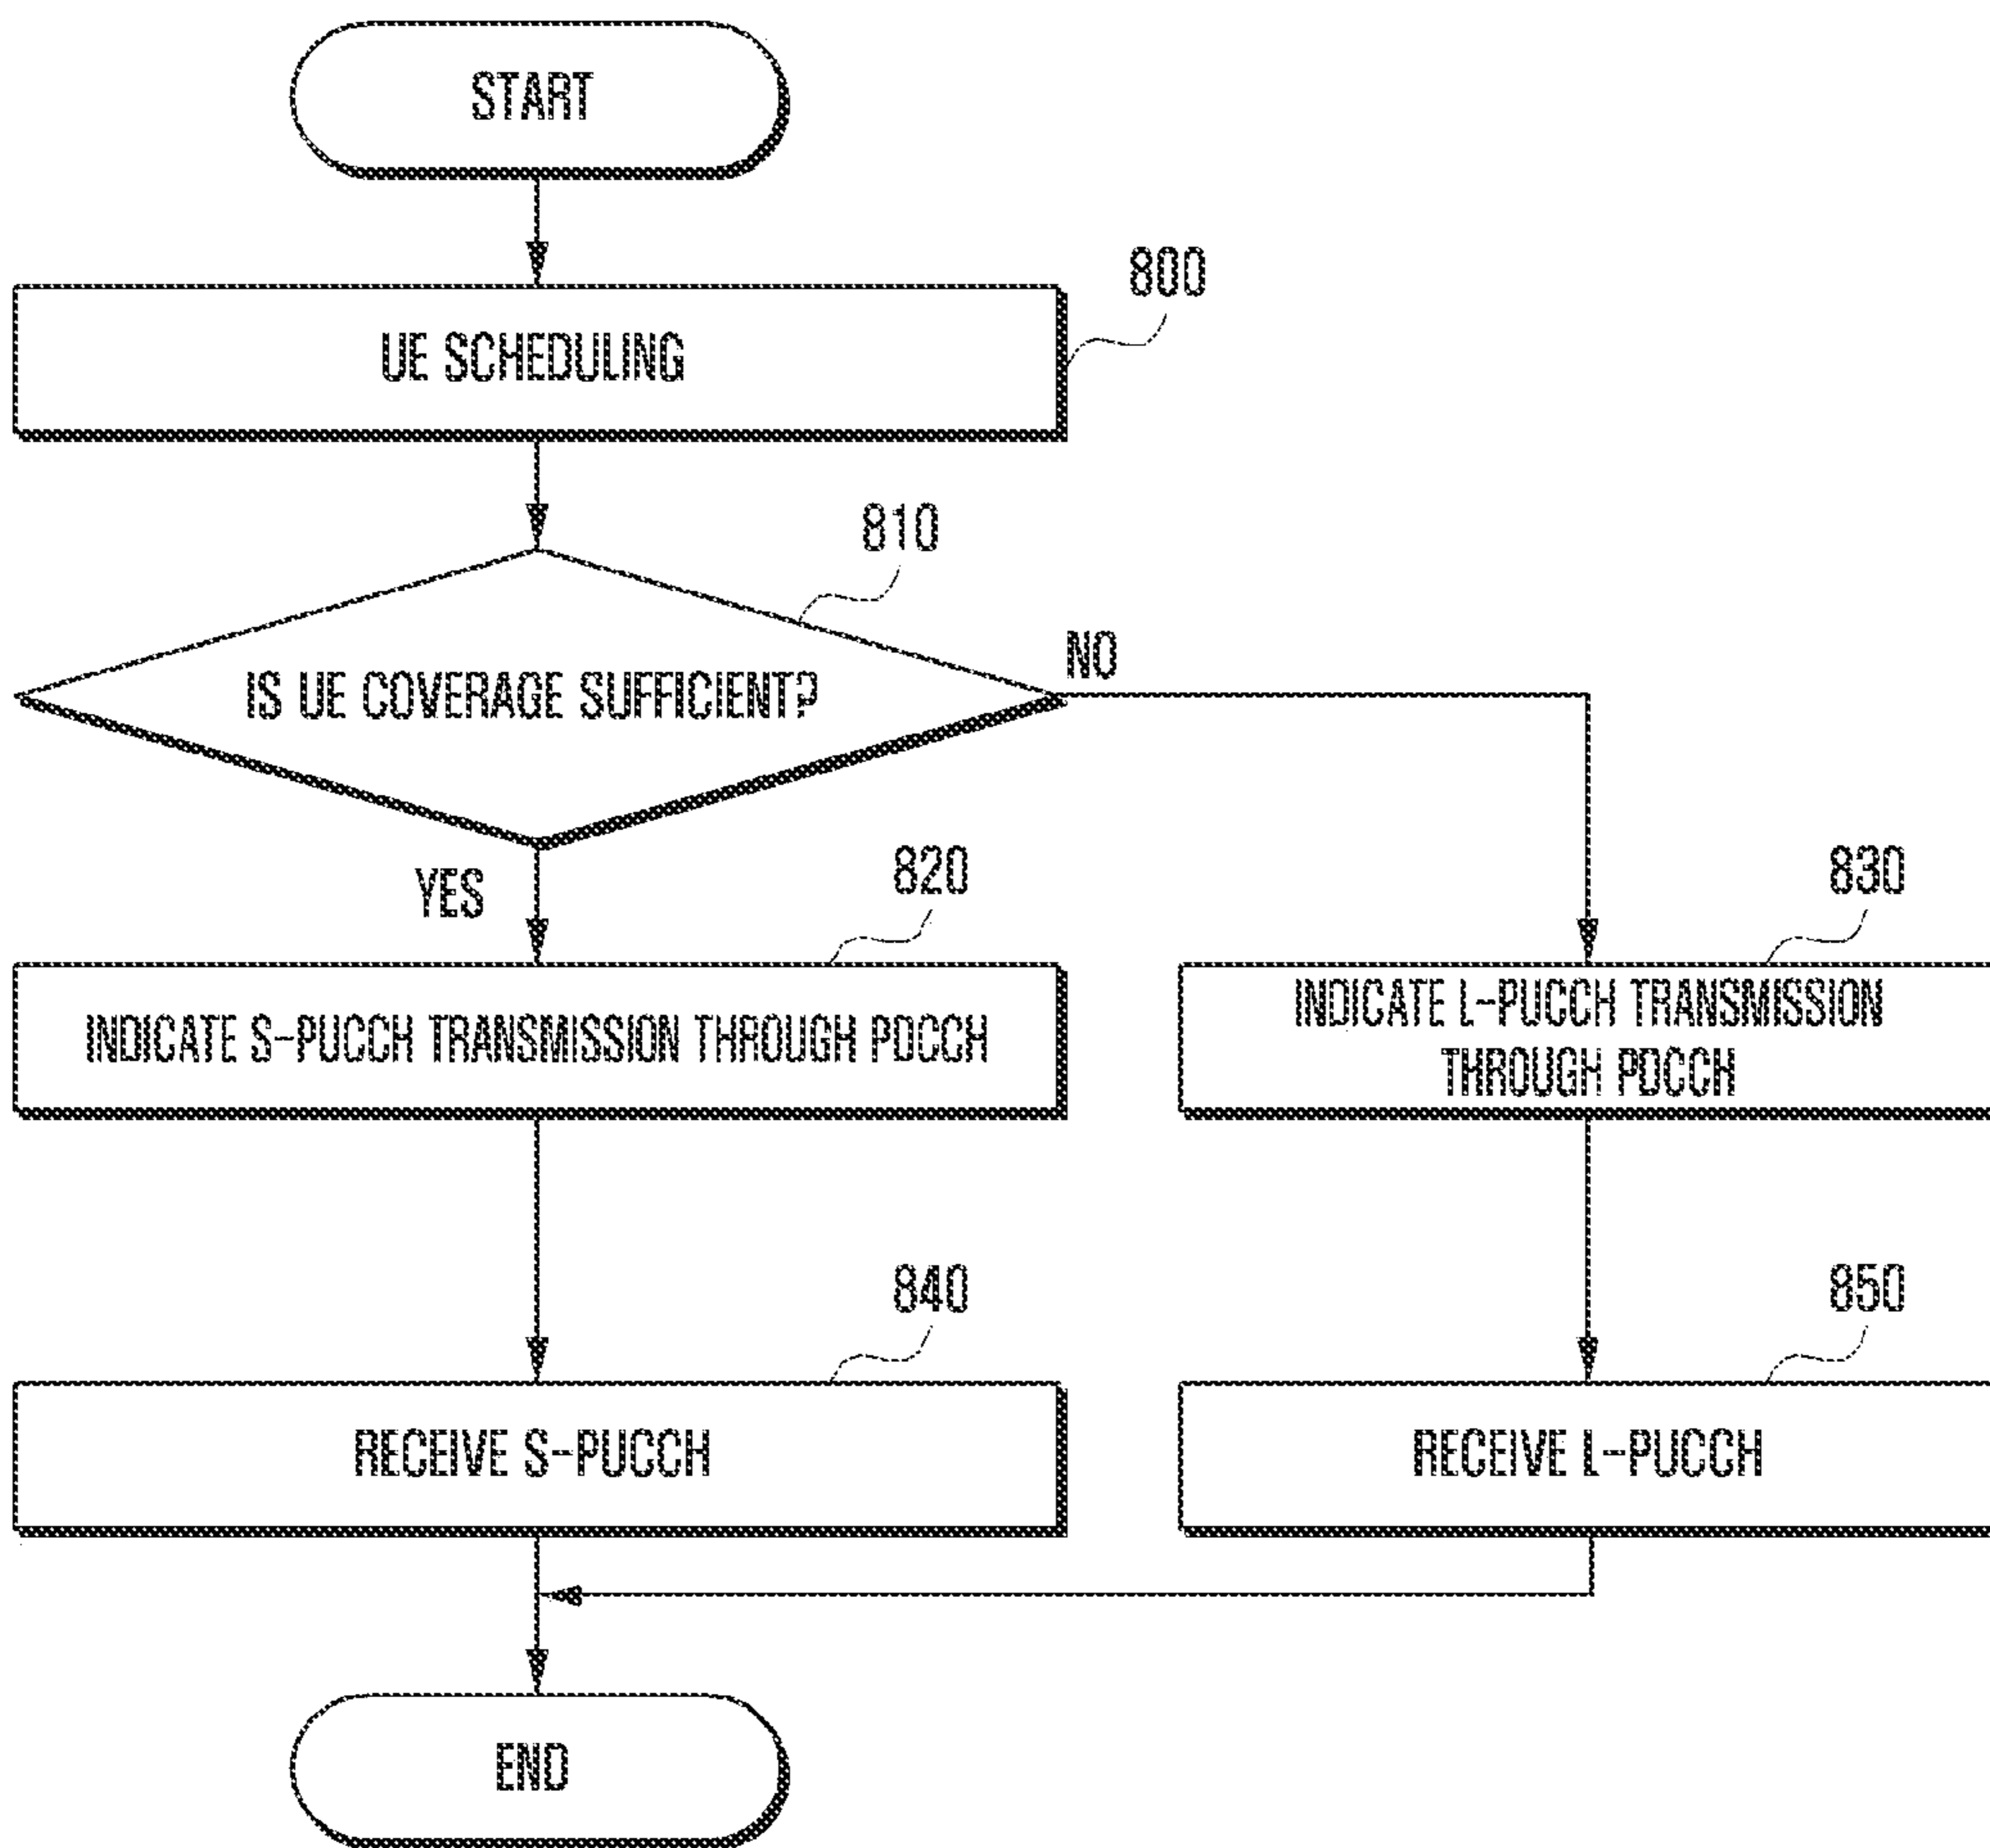 START
800
UE SCHEDULING
810
IS UE COVERAGE SUFFICIENT?
NO
YES
820
830
INDICATE S-PUCCH TRANSMISSION THROUGH PDCCH
INDICATE L-PUCCH TRANSMISSION
THROUGH PDCCH
840
850
RECEIVE S-PUCCH
RECEIVE L-PUCCH
END